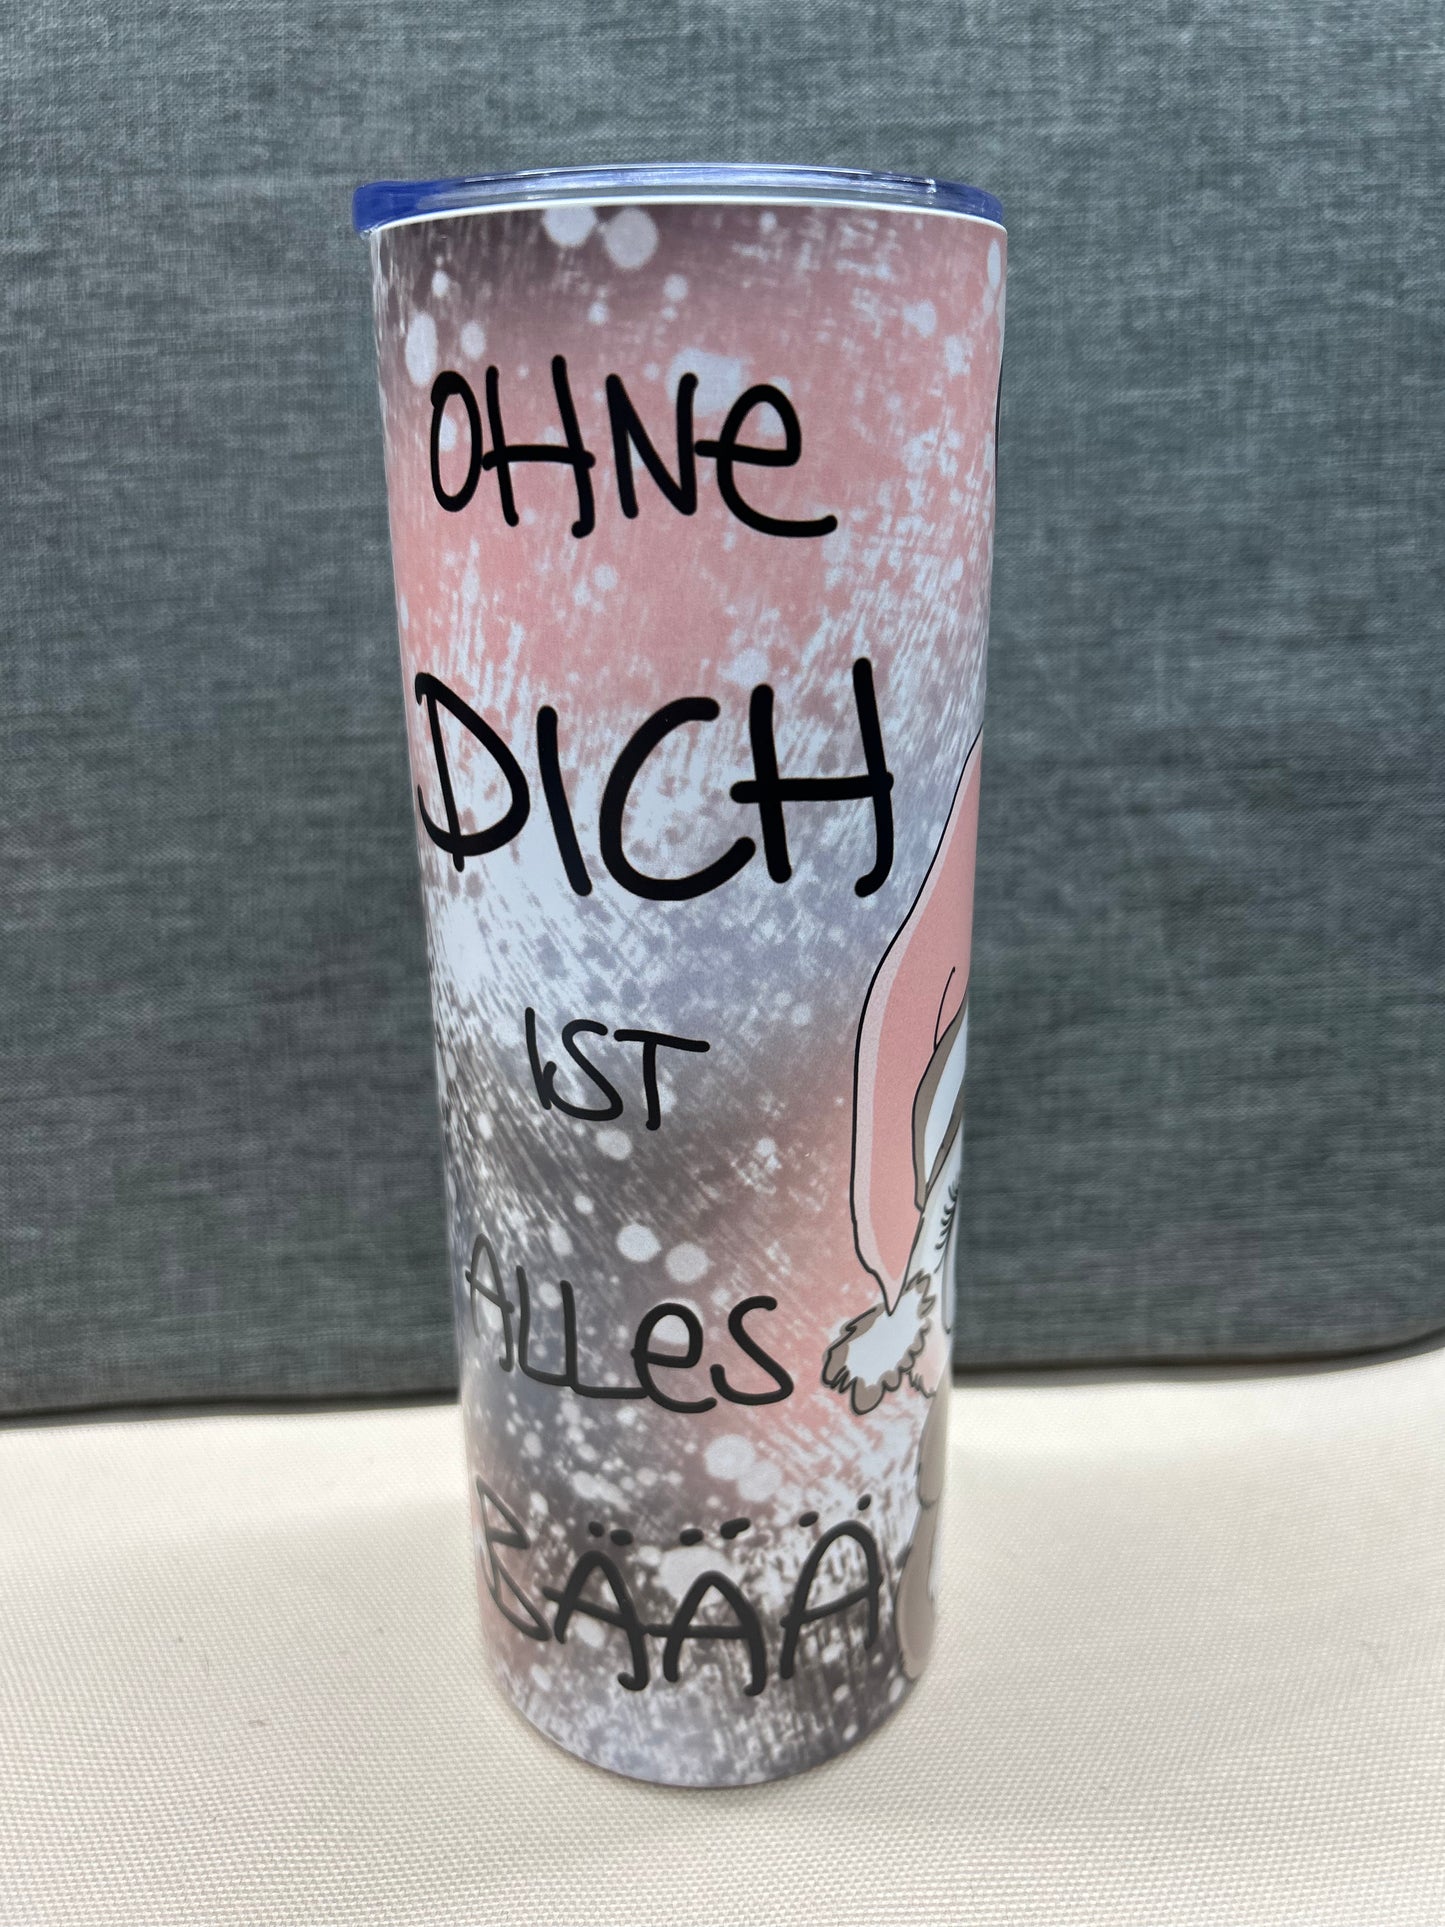 OHNe
DICH
IST
ALLeS
BÄÄÄ